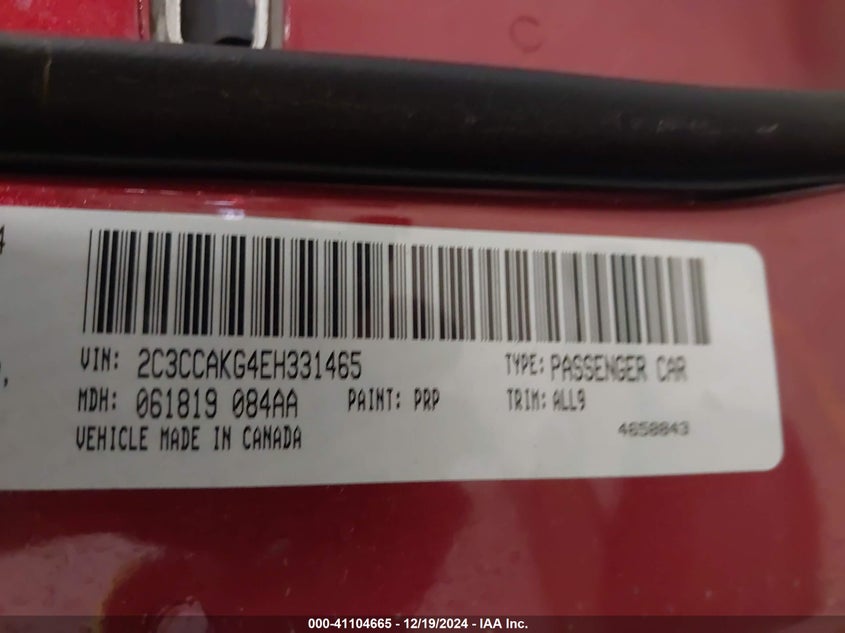 C
4
VIN: 2C3CCAKG4EH331465 TYPE: PASSENGER CAR
MDH: 061819 084AA PAINT: PRP TRIM: ALL9
VEHICLE MADE IN CANADA 4658843
000-41104665 - 12/19/2024 - IAA Inc.